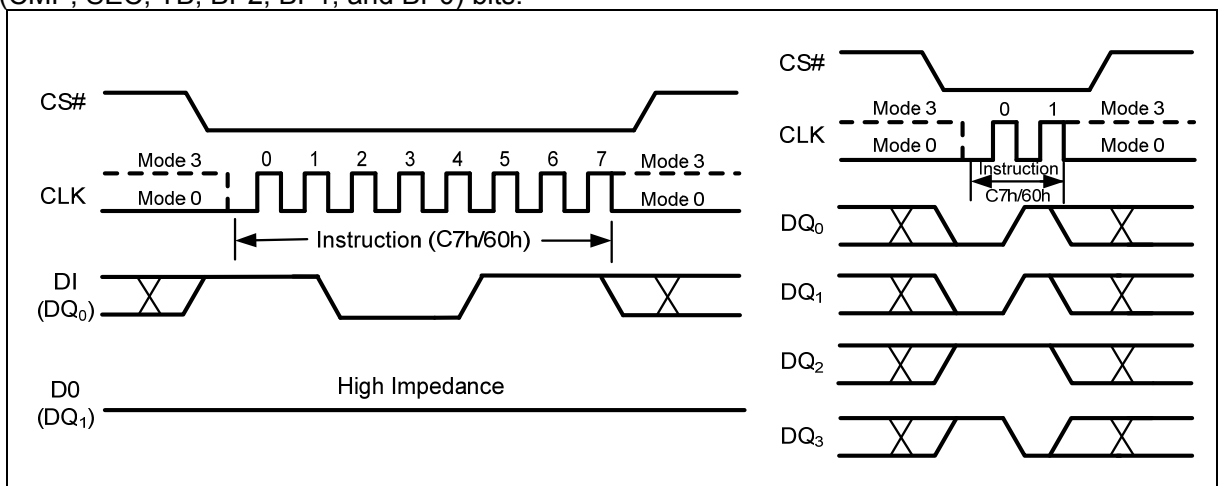 (CMP, SEC, TB, BP2, BP1, and BP0) bits.
CS#
Mode 3 0 1 2 3 4 5 6 7 Mode 3
CLK
Mode 0 Mode 0
Instruction (C7h/60h)
DI
(DQ₀)
High Impedance
D0
(DQ₁)
CS#
Mode 3 0 1 Mode 3
CLK
Mode 0 Mode 0
Instruction
C7h/60h
DQ₀
DQ₁
DQ₂
DQ₃